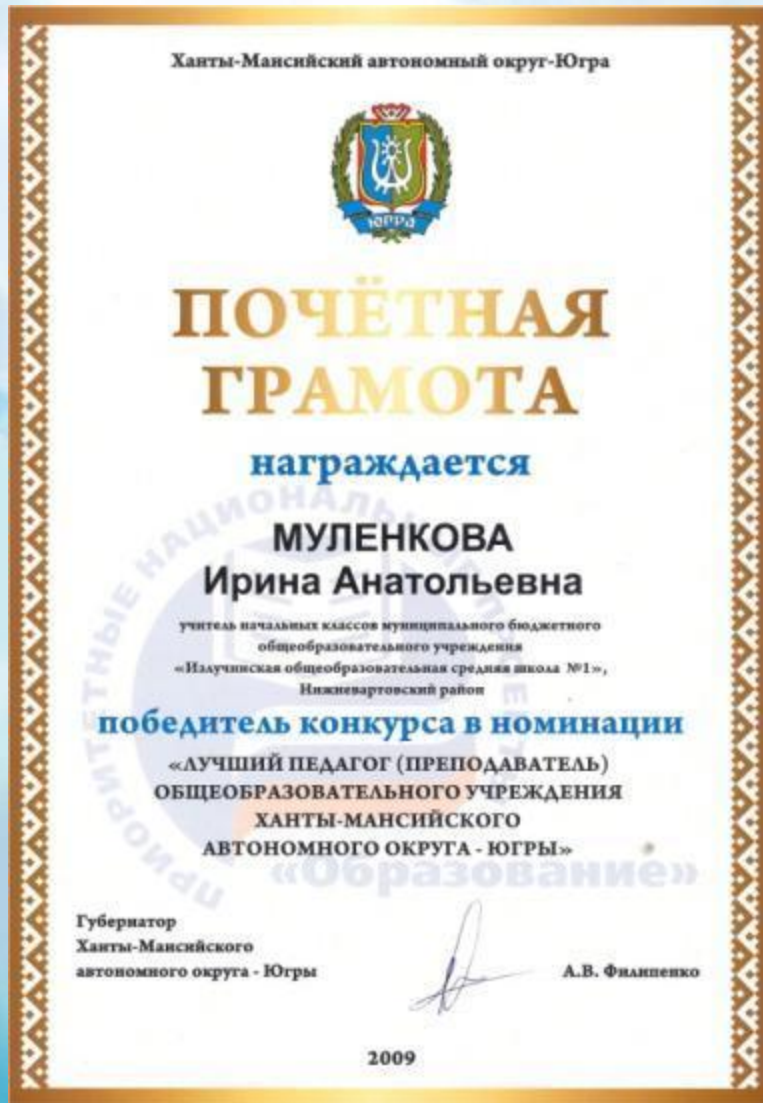 Ханты-Мансийский автономный округ-Югра
ЮГРА
ПОЧЁТНАЯ
ГРАМОТА
награждается
МУЛЕНКОВА
Ирина Анатольевна
учитель начальных классов муниципального бюджетного
общеобразовательного учреждения
«Излучинская общеобразовательная средняя школа №1»,
Нижневартовский район
победитель конкурса в номинации
«ЛУЧШИЙ ПЕДАГОГ (ПРЕПОДАВАТЕЛЬ)
ОБЩЕОБРАЗОВАТЕЛЬНОГО УЧРЕЖДЕНИЯ
ХАНТЫ-МАНСИЙСКОГО
АВТОНОМНОГО ОКРУГА - ЮГРЫ»
ПРИОРИТЕТНЫЕ НАЦИОНАЛЬНЫЕ
«Образование»
Губернатор
Ханты-Мансийского
автономного округа - Югры
А.В. Филипенко
2009